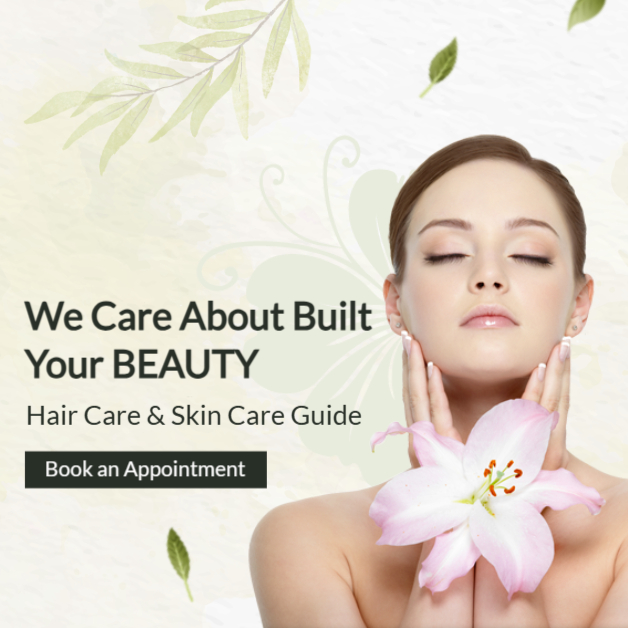 We Care About Built
Your BEAUTY
Hair Care & Skin Care Guide
Book an Appointment